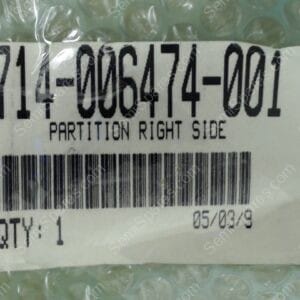 714-006474-001
PARTITION RIGHT SIDE
QTY: 1
05/03/9